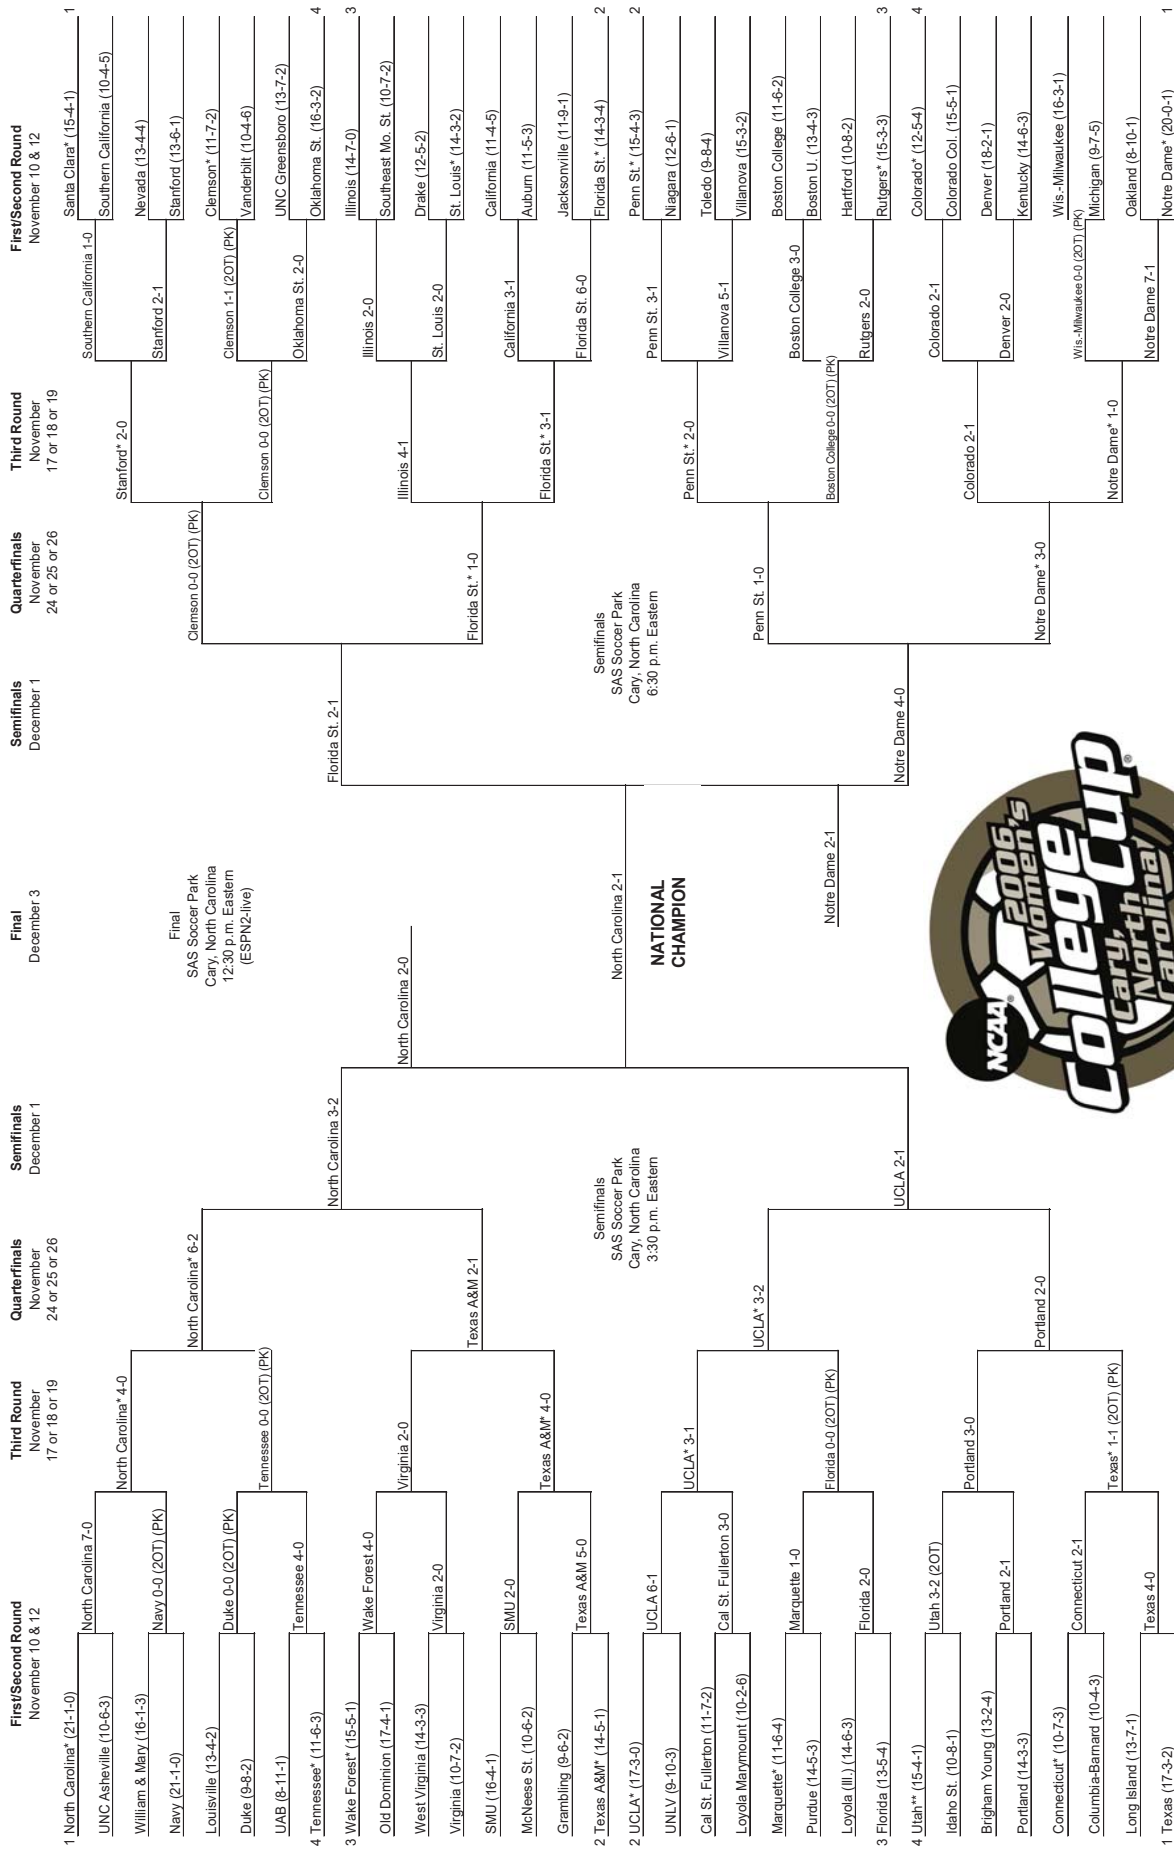 First/Second Round
November 10 & 12
Third Round
November
17 or 18 or 19
Quarterfinals
November
24 or 25 or 26
Semifinals
December 1
Final
December 3
Semifinals
December 1
Quarterfinals
November
24 or 25 or 26
Third Round
November
17 or 18 or 19
First/Second Round
November 10 & 12
1 North Carolina* (21-1-0)
UNC Asheville (10-6-3)
William & Mary (16-1-3)
Navy (21-1-0)
Louisville (13-4-2)
Duke (9-8-2)
UAB (8-11-1)
4 Tennessee* (11-6-3)
3 Wake Forest* (15-5-1)
Old Dominion (17-4-1)
West Virginia (14-3-3)
Virginia (10-7-2)
SMU (16-4-1)
McNeese St. (10-6-2)
Grambling (9-6-2)
2 Texas A&M* (14-5-1)
2 UCLA* (17-3-0)
UNLV (9-10-3)
Cal St. Fullerton (11-7-2)
Loyola Marymount (10-2-6)
Marquette* (11-6-4)
Purdue (14-5-3)
Loyola (Ill.) (14-6-3)
3 Florida (13-5-4)
4 Utah** (15-4-1)
Idaho St. (10-8-1)
Brigham Young (13-2-4)
Portland (14-3-3)
Connecticut* (10-7-3)
Columbia-Barnard (10-4-3)
Long Island (13-7-1)
1 Texas (17-3-2)
North Carolina 7-0
Navy 0-0 (2OT) (PK)
Duke 0-0 (2OT) (PK)
Tennessee 4-0
Wake Forest 4-0
Virginia 2-0
SMU 2-0
Texas A&M 5-0
UCLA 6-1
Cal St. Fullerton 3-0
Marquette 1-0
Florida 2-0
Utah 3-2 (2OT)
Portland 2-1
Connecticut 2-1
Texas 4-0
North Carolina* 4-0
Tennessee 0-0 (2OT) (PK)
Virginia 2-0
Texas A&M* 4-0
UCLA* 3-1
Florida 0-0 (2OT) (PK)
Portland 3-0
Texas* 1-1 (2OT) (PK)
North Carolina* 6-2
Texas A&M 2-1
UCLA* 3-2
Portland 2-0
North Carolina 3-2
UCLA 2-1
Semifinals
SAS Soccer Park
Cary, North Carolina
3:30 p.m. Eastern
North Carolina 2-0
Final
SAS Soccer Park
Cary, North Carolina
12:30 p.m. Eastern
(ESPN2-live)
North Carolina 2-1
NATIONAL
CHAMPION
Notre Dame 2-1
Florida St. 2-1
Notre Dame 4-0
Semifinals
SAS Soccer Park
Cary, North Carolina
6:30 p.m. Eastern
Clemson 0-0 (2OT) (PK)
Florida St.* 1-0
Penn St. 1-0
Notre Dame* 3-0
Stanford* 2-0
Clemson 0-0 (2OT) (PK)
Illinois 4-1
Florida St.* 3-1
Penn St.* 2-0
Boston College 0-0 (2OT) (PK)
Colorado 2-1
Notre Dame* 1-0
Southern California 1-0
Stanford 2-1
Clemson 1-1 (2OT) (PK)
Oklahoma St. 2-0
Illinois 2-0
St. Louis 2-0
California 3-1
Florida St. 6-0
Penn St. 3-1
Villanova 5-1
Boston College 3-0
Rutgers 2-0
Colorado 2-1
Denver 2-0
Wis.-Milwaukee 0-0 (2OT) (PK)
Notre Dame 7-1
Santa Clara* (15-4-1) 1
Southern California (10-4-5)
Nevada (13-4-4)
Stanford (13-6-1)
Clemson* (11-7-2)
Vanderbilt (10-4-6)
UNC Greensboro (13-7-2)
Oklahoma St. (16-3-2) 4
Illinois (14-7-0) 3
Southeast Mo. St. (10-7-2)
Drake (12-5-2)
St. Louis* (14-3-2)
California (11-4-5)
Auburn (11-5-3)
Jacksonville (11-9-1)
Florida St.* (14-3-4) 2
Penn St.* (15-4-3) 2
Niagara (12-6-1)
Toledo (9-8-4)
Villanova (15-3-2)
Boston College (11-6-2)
Boston U. (13-4-3)
Hartford (10-8-2)
Rutgers* (15-3-3) 3
Colorado* (12-5-4) 4
Colorado Col. (15-5-1)
Denver (18-2-1)
Kentucky (14-6-3)
Wis.-Milwaukee (16-3-1)
Michigan (9-7-5)
Oakland (8-10-1)
Notre Dame* (20-0-1) 1
NCAA®
2006
Women's
College Cup®
Cary, North
Carolina